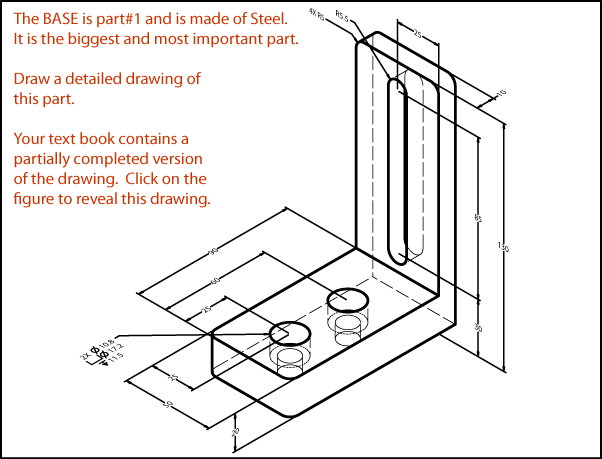 The BASE is part#1 and is made of Steel.
It is the biggest and most important part.
Draw a detailed drawing of
this part.
Your text book contains a
partially completed version
of the drawing.  Click on the
figure to reveal this drawing.
4X R5
R5.5
25
10
85
150
30
90
60
25
2X Ø 10.8
Ø 17.2
11.5
25
50
20